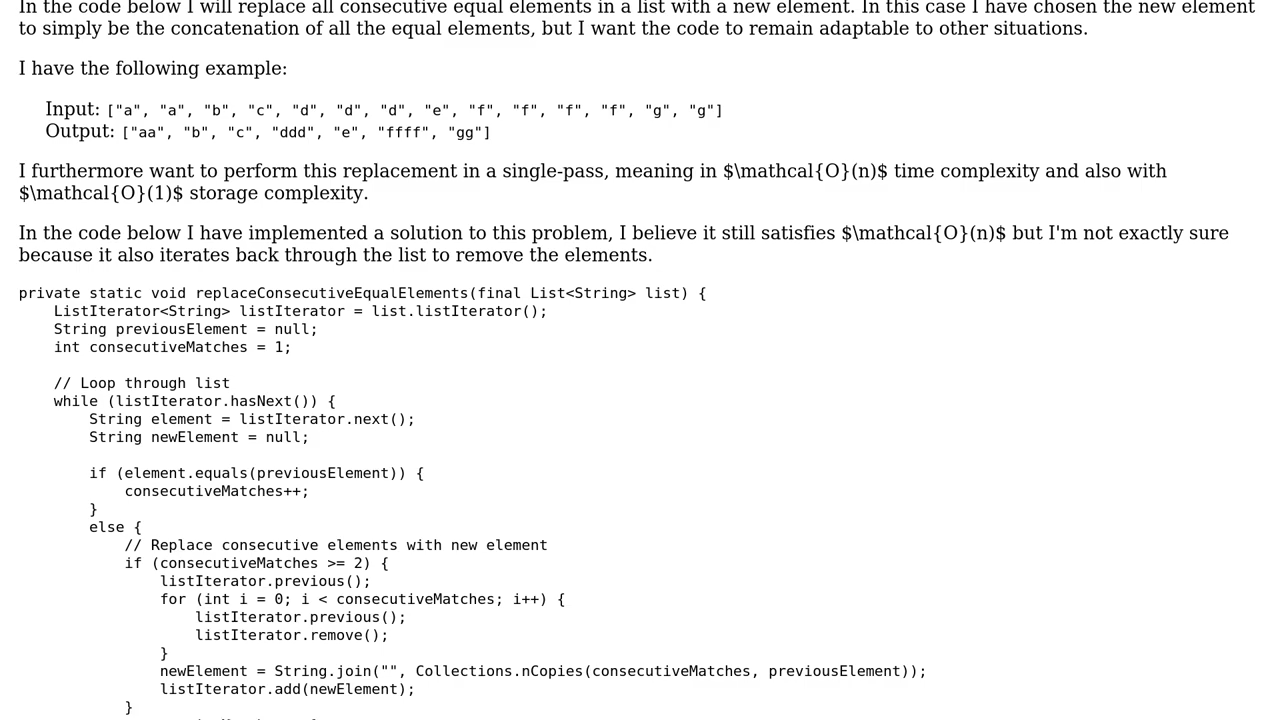 In the code below I will replace all consecutive equal elements in a list with a new element. In this case I have chosen the new element
to simply be the concatenation of all the equal elements, but I want the code to remain adaptable to other situations.
I have the following example:
Input: ["a", "a", "b", "c", "d", "d", "d", "e", "f", "f", "f", "f", "g", "g"]
Output: ["aa", "b", "c", "ddd", "e", "ffff", "gg"]
I furthermore want to perform this replacement in a single-pass, meaning in $\mathcal{O}(n)$ time complexity and also with
$\mathcal{O}(1)$ storage complexity.
In the code below I have implemented a solution to this problem, I believe it still satisfies $\mathcal{O}(n)$ but I'm not exactly sure
because it also iterates back through the list to remove the elements.
private static void replaceConsecutiveEqualElements(final List<String> list) {
    ListIterator<String> listIterator = list.listIterator();
    String previousElement = null;
    int consecutiveMatches = 1;
    // Loop through list
    while (listIterator.hasNext()) {
        String element = listIterator.next();
        String newElement = null;
        if (element.equals(previousElement)) {
            consecutiveMatches++;
        }
        else {
            // Replace consecutive elements with new element
            if (consecutiveMatches >= 2) {
                listIterator.previous();
                for (int i = 0; i < consecutiveMatches; i++) {
                    listIterator.previous();
                    listIterator.remove();
                }
                newElement = String.join("", Collections.nCopies(consecutiveMatches, previousElement));
                listIterator.add(newElement);
            }